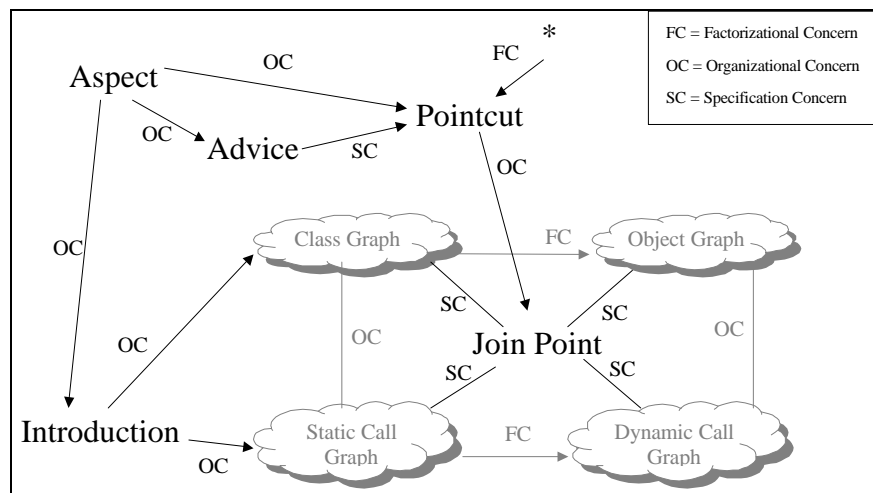 *
FC = Factorizational Concern
FC
OC
Aspect
OC = Organizational Concern
SC = Specification Concern
Pointcut
OC
Advice
SC
OC
Class Graph
FC
Object Graph
OC
SC
SC
OC
OC
OC
Join Point
SC
SC
Introduction
Static Call
Graph
FC
Dynamic Call
Graph
OC